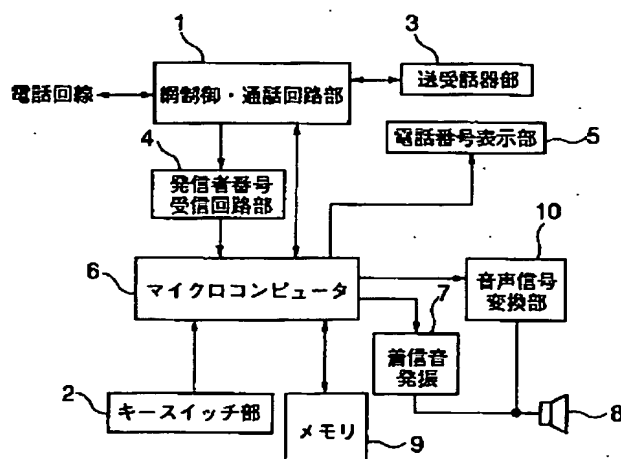 1
3
電話回線
網制御・通話回路部
送受話器部
4
電話番号表示部
5
発信者番号
受信回路部
10
6
マイクロコンピュータ
7
音声信号
変換部
着信音
発振
2
キースイッチ部
メモリ
9
8